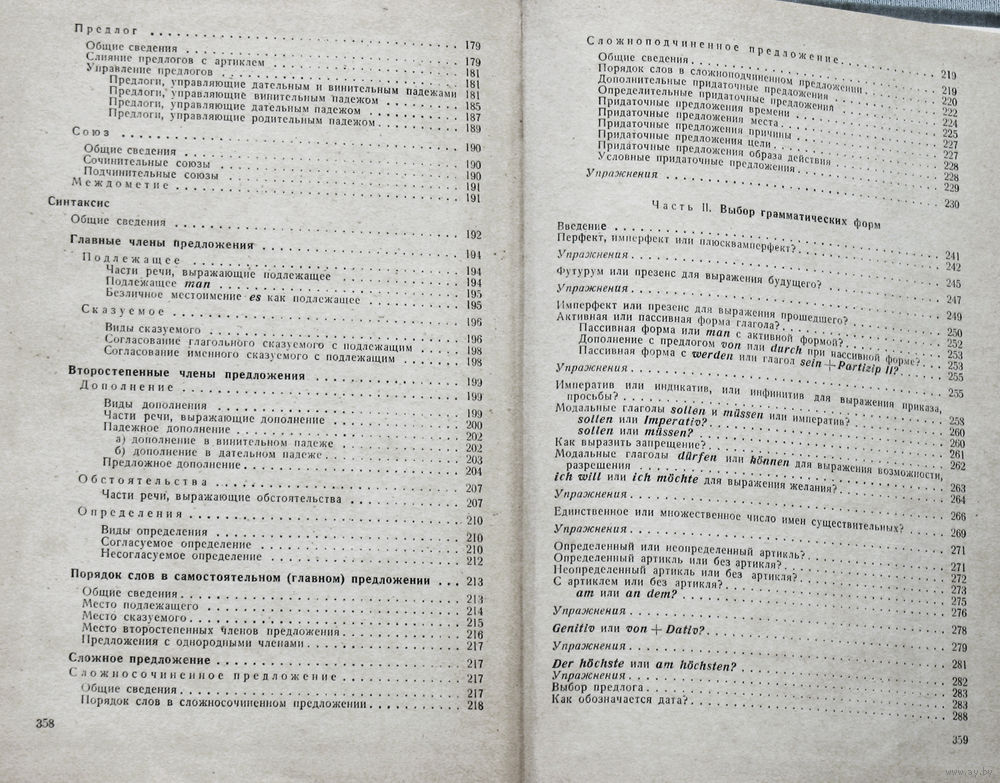 Предлог . . . 179
Общие сведения . . . 179
Слияние предлогов с артиклем . . . 181
Управление предлогов . . . 181
Предлоги, управляющие дательным и винительным падежами 181
Предлоги, управляющие винительным падежом . . . 185
Предлоги, управляющие дательным падежом . . . 187
Предлоги, управляющие родительным падежом . . . 189
Союз . . . 190
Общие сведения . . . 190
Сочинительные союзы . . . 190
Подчинительные союзы . . . 191
Междометие . . . 191
Синтаксис
Общие сведения . . . 192
Главные члены предложения . . . 194
Подлежащее . . . 194
Части речи, выражающие подлежащее . . . 194
Подлежащее man . . . 195
Безличное местоимение es как подлежащее . . . 195
Сказуемое . . . 196
Виды сказуемого . . . 196
Согласование глагольного сказуемого с подлежащим . . . 198
Согласование именного сказуемого с подлежащим . . . 198
Второстепенные члены предложения . . . 199
Дополнение . . . 199
Виды дополнения . . . 199
Части речи, выражающие дополнение . . . 200
Падежное дополнение . . . 202
а) дополнение в винительном падеже . . . 202
б) дополнение в дательном падеже . . . 203
Предложное дополнение . . . 204
Обстоятельства . . . 207
Части речи, выражающие обстоятельства . . . 207
Определения . . . 210
Виды определения . . . 210
Согласуемое определение . . . 210
Несогласуемое определение . . . 212
Порядок слов в самостоятельном (главном) предложении . . . 213
Общие сведения . . . 213
Место подлежащего . . . 214
Место сказуемого . . . 215
Место второстепенных членов предложения . . . 216
Предложения с однородными членами . . . 217
Сложное предложение . . . 217
Сложносочиненное предложение . . . 217
Общие сведения . . . 217
Порядок слов в сложносочиненном предложении . . . 218
358
Сложноподчиненное предложение . . . 219
Общие сведения . . . 219
Порядок слов в сложноподчиненном предложении . . . 220
Дополнительные придаточные предложения . . . 222
Определительные придаточные предложения . . . 224
Придаточные предложения времени . . . 225
Придаточные предложения места . . . 227
Придаточные предложения причины . . . 227
Придаточные предложения цели . . . 228
Придаточные предложения образа действия . . . 228
Условные придаточные предложения . . . 229
Упражнения . . . 230
Часть II. Выбор грамматических форм
Введение . . . 241
Перфект, имперфект или плюсквамперфект? . . . 242
Упражнения . . . 245
Футурум или презенс для выражения будущего? . . . 247
Упражнения . . . 249
Имперфект или презенс для выражения прошедшего? . . . 250
Активная или пассивная форма глагола? . . . 252
Пассивная форма или man с активной формой? . . . 253
Дополнение с предлогом von или durch при пассивной форме? . . . 253
Пассивная форма с werden или глагол sein + Partizip II? . . . 255
Упражнения . . . 255
Императив или индикатив, или инфинитив для выражения приказа,
просьбы? . . . 258
Модальные глаголы sollen и müssen или императив? . . . 260
sollen или Imperativ? . . . 260
sollen или müssen? . . . 261
Как выразить запрещение? . . . 262
Модальные глаголы dürfen или können для выражения возможности,
разрешения . . . 263
ich will или ich möchte для выражения желания? . . . 264
Упражнения . . . 266
Единственное или множественное число имен существительных? . . . 269
Упражнения . . . 271
Определенный или неопределенный артикль? . . . 271
Определенный артикль или без артикля? . . . 272
Неопределенный артикль или без артикля? . . . 273
С артиклем или без артикля? . . . 275
am или an dem? . . . 276
Упражнения . . . 278
Genitiv или von + Dativ? . . . 279
Упражнения . . . 281
Der höchste или am höchsten? . . . 282
Упражнения . . . 283
Выбор предлога . . . 283
Как обозначается дата? . . . 288
359
www.ay.by